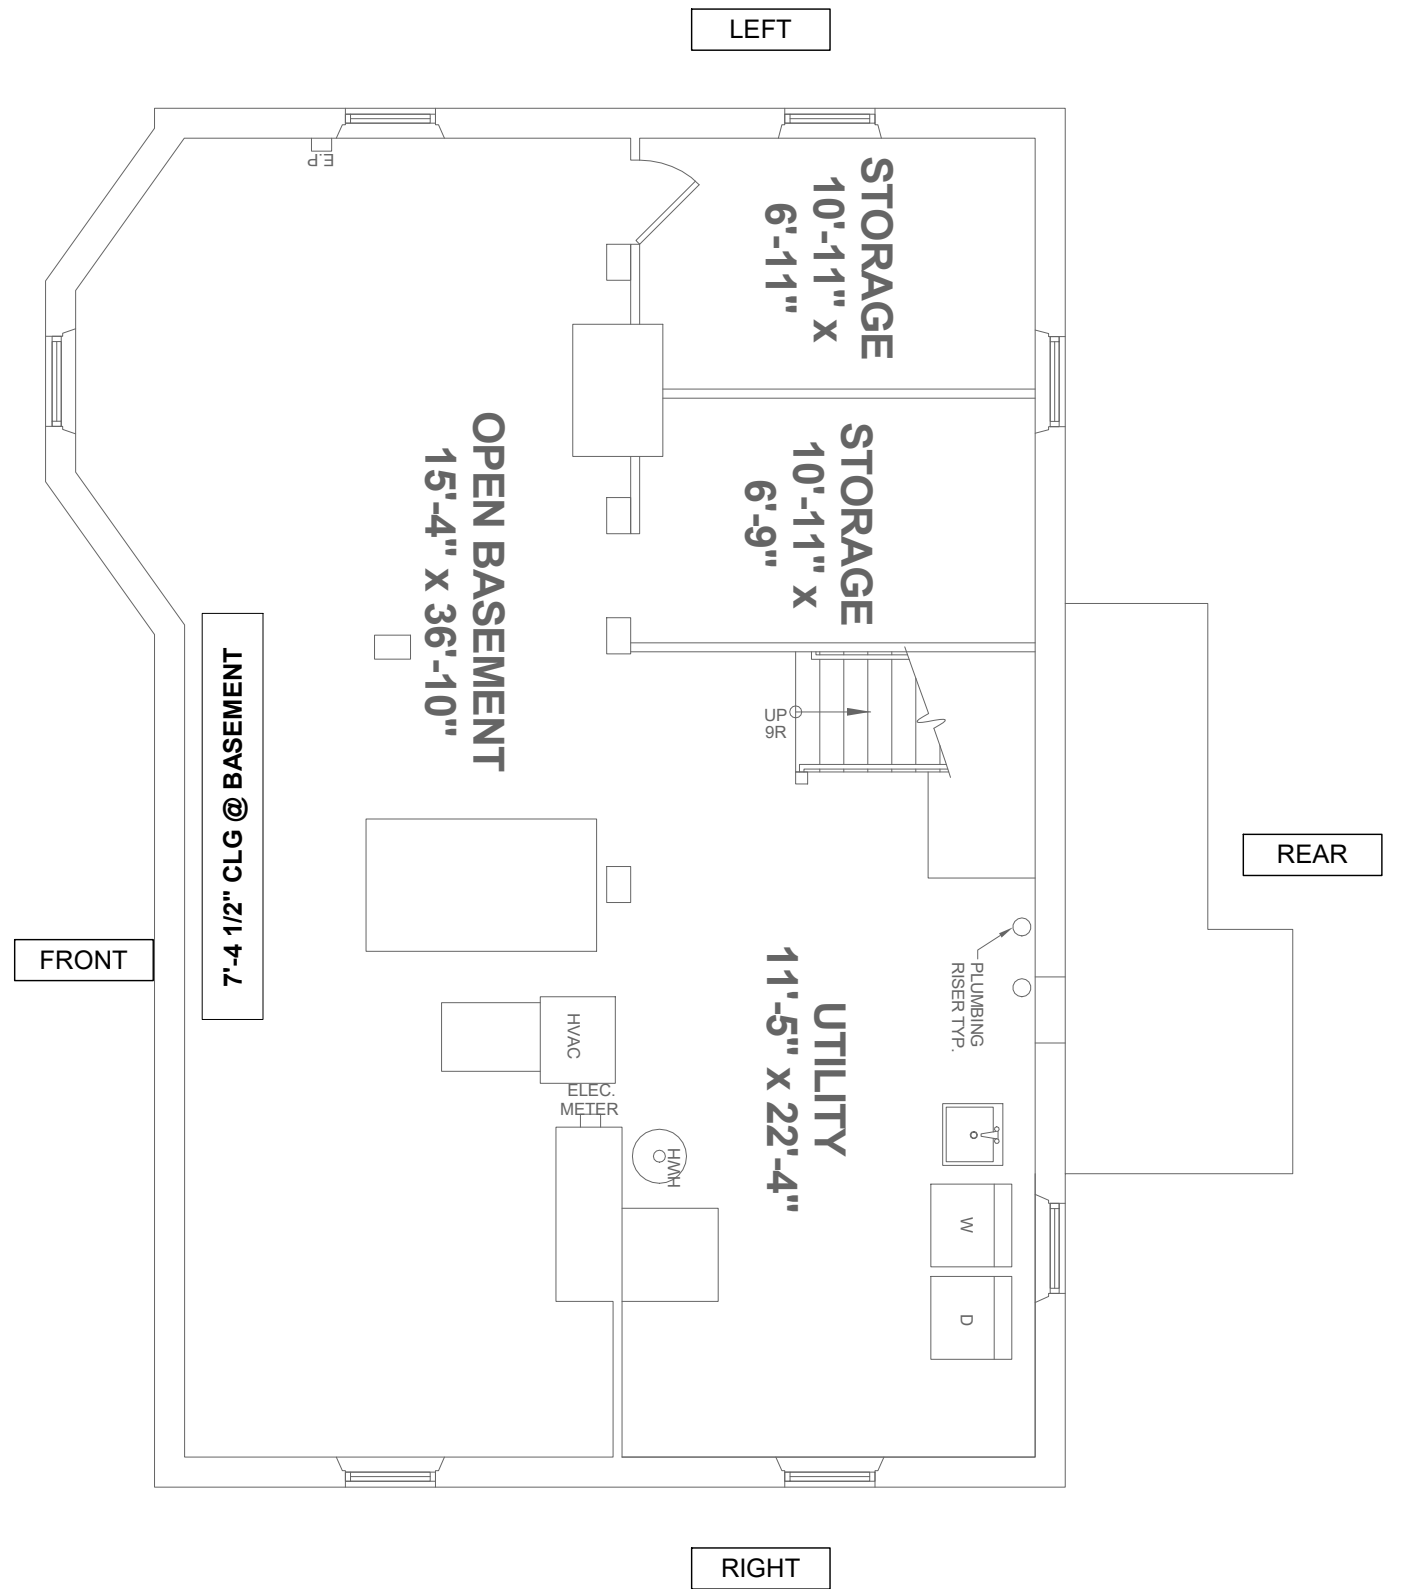 LEFT
E.P
STORAGE
10'-11" x
6'-11"
OPEN BASEMENT
15'-4" x 36'-10"
STORAGE
10'-11" x
6'-9"
7'-4 1/2" CLG @ BASEMENT
UP
9R
REAR
FRONT
PLUMBING
RISER TYP.
UTILITY
11'-5" x 22'-4"
HVAC
ELEC.
METER
HWH
W
D
RIGHT